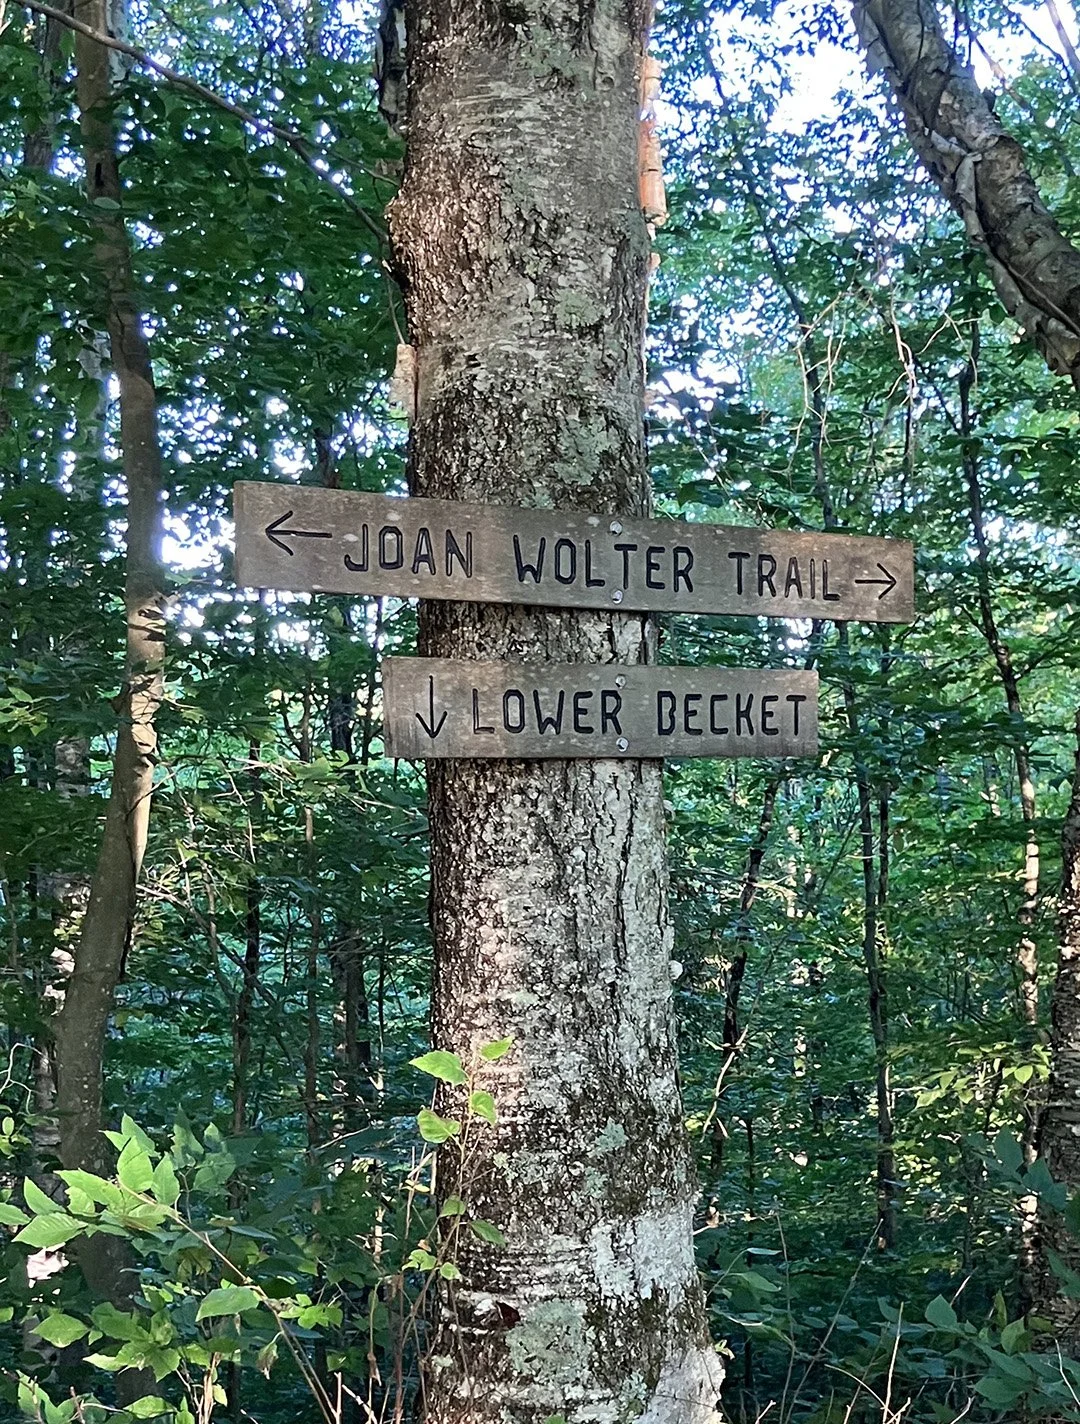 ← JOAN WOLTER TRAIL →
↓ LOWER BECKET